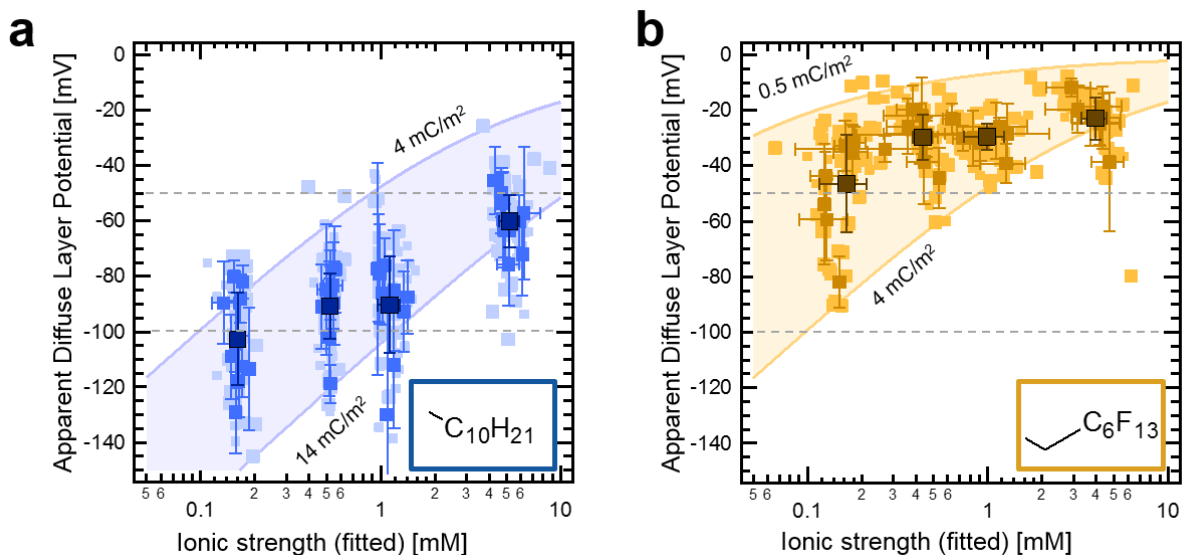 a
b
0
-20
-40
-60
-80
-100
-120
-140
Apparent Diffuse Layer Potential [mV]
4 mC/m²
14 mC/m²
C₁₀H₂₁
5 6 2 3 4 5 6 2 3 4 5 6
0.1 1 10
Ionic strength (fitted) [mM]
0
-20
-40
-60
-80
-100
-120
-140
Apparent Diffuse Layer Potential [mV]
0.5 mC/m²
4 mC/m²
C₆F₁₃
5 6 2 3 4 5 6 2 3 4 5 6
0.1 1 10
Ionic strength (fitted) [mM]